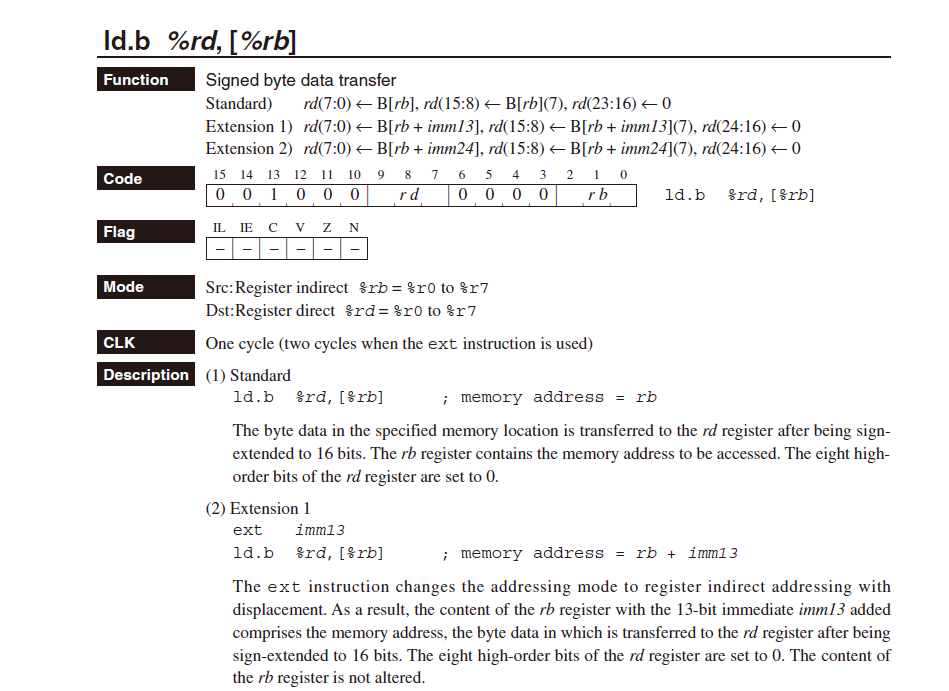 ld.b %rd, [%rb]
Function Signed byte data transfer
Standard) rd(7:0) ← B[rb], rd(15:8) ← B[rb](7), rd(23:16) ← 0
Extension 1) rd(7:0) ← B[rb + imm13], rd(15:8) ← B[rb + imm13](7), rd(24:16) ← 0
Extension 2) rd(7:0) ← B[rb + imm24], rd(15:8) ← B[rb + imm24](7), rd(24:16) ← 0
Code 15 14 13 12 11 10 9 8 7 6 5 4 3 2 1 0
0 0 1 0 0 0 r d 0 0 0 0 r b ld.b %rd,[%rb]
Flag IL IE C V Z N
– – – – – –
Mode Src:Register indirect %rb = %r0 to %r7
Dst:Register direct %rd = %r0 to %r7
CLK One cycle (two cycles when the ext instruction is used)
Description (1) Standard
ld.b %rd,[%rb] ; memory address = rb
The byte data in the specified memory location is transferred to the rd register after being sign-
extended to 16 bits. The rb register contains the memory address to be accessed. The eight high-
order bits of the rd register are set to 0.
(2) Extension 1
ext imm13
ld.b %rd,[%rb] ; memory address = rb + imm13
The ext instruction changes the addressing mode to register indirect addressing with
displacement. As a result, the content of the rb register with the 13-bit immediate imm13 added
comprises the memory address, the byte data in which is transferred to the rd register after being
sign-extended to 16 bits. The eight high-order bits of the rd register are set to 0. The content of
the rb register is not altered.